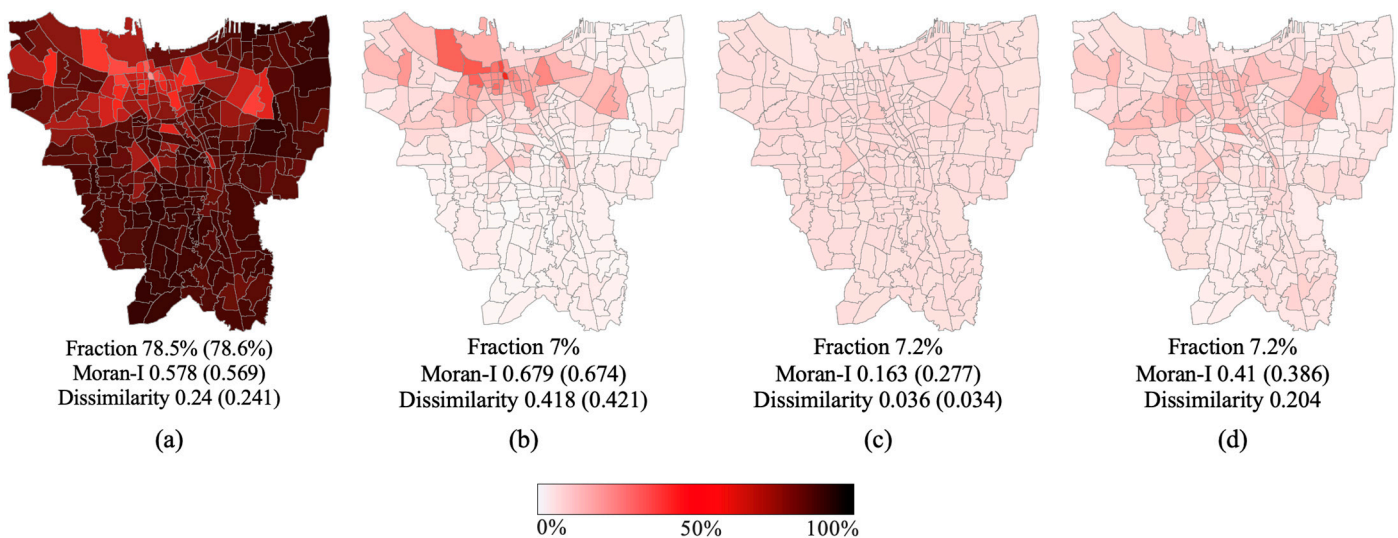 Fraction 78.5% (78.6%)
Moran-I 0.578 (0.569)
Dissimilarity 0.24 (0.241)
(a)
Fraction 7%
Moran-I 0.679 (0.674)
Dissimilarity 0.418 (0.421)
(b)
Fraction 7.2%
Moran-I 0.163 (0.277)
Dissimilarity 0.036 (0.034)
(c)
Fraction 7.2%
Moran-I 0.41 (0.386)
Dissimilarity 0.204
(d)
0% 50% 100%